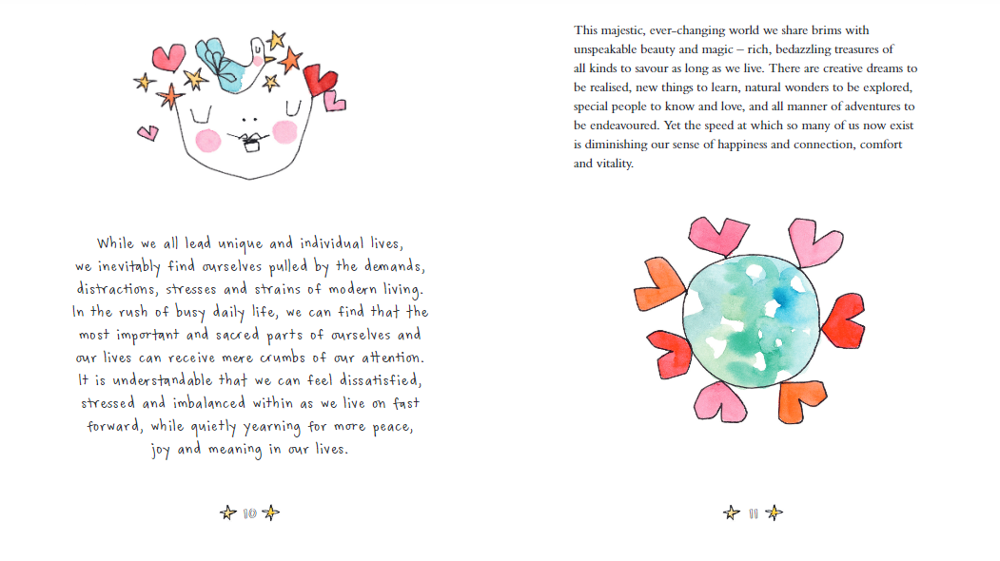 While we all lead unique and individual lives,
we inevitably find ourselves pulled by the demands,
distractions, stresses and strains of modern living.
In the rush of busy daily life, we can find that the
most important and sacred parts of ourselves and
our lives can receive mere crumbs of our attention.
It is understandable that we can feel dissatisfied,
stressed and imbalanced within as we live on fast
forward, while quietly yearning for more peace,
joy and meaning in our lives.
10
This majestic, ever-changing world we share brims with
unspeakable beauty and magic – rich, bedazzling treasures of
all kinds to savour as long as we live. There are creative dreams to
be realised, new things to learn, natural wonders to be explored,
special people to know and love, and all manner of adventures to
be endeavoured. Yet the speed at which so many of us now exist
is diminishing our sense of happiness and connection, comfort
and vitality.
11